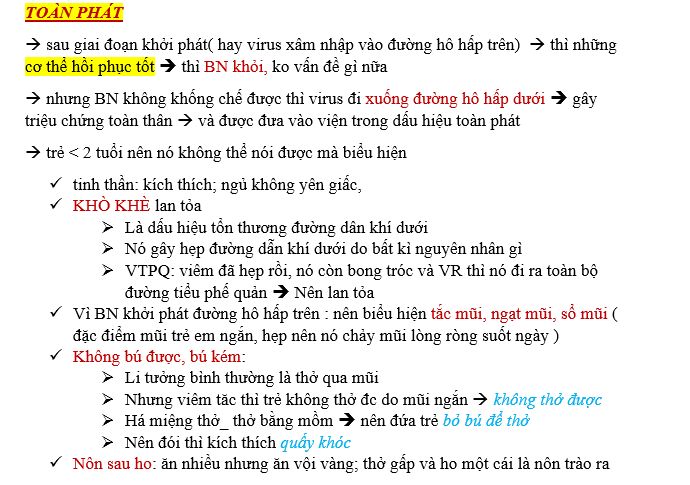 TOÀN PHÁT
→ sau giai đoạn khởi phát( hay virus xâm nhập vào đường hô hấp trên) → thì những
cơ thể hồi phục tốt → thì BN khỏi, ko vấn đề gì nữa
→ nhưng BN không khống chế được thì virus đi xuống đường hô hấp dưới → gây
triệu chứng toàn thân → và được đưa vào viện trong dấu hiệu toàn phát
→ trẻ < 2 tuổi nên nó không thể nói được mà biểu hiện
✓ tinh thần: kích thích; ngủ không yên giấc,
✓ KHÒ KHÈ lan tỏa
➢ Là dấu hiệu tổn thương đường dân khí dưới
➢ Nó gây hẹp đường dẫn khí dưới do bất kì nguyên nhân gì
➢ VTPQ: viêm đã hẹp rồi, nó còn bong tróc và VR thì nó đi ra toàn bộ
đường tiểu phế quản → Nên lan tỏa
✓ Vì BN khởi phát đường hô hấp trên : nên biểu hiện tắc mũi, ngạt mũi, sổ mũi (
đặc điểm mũi trẻ em ngắn, hẹp nên nó chảy mũi lòng ròng suốt ngày )
✓ Không bú được, bú kém:
➢ Li tưởng bình thường là thở qua mũi
➢ Nhưng viêm tăc thì trẻ không thở đc do mũi ngắn → không thở được
➢ Há miệng thở_ thở bằng mồm → nên đứa trẻ bỏ bú để thở
➢ Nên đói thì kích thích quấy khóc
✓ Nôn sau ho: ăn nhiều nhưng ăn vội vàng; thở gấp và ho một cái là nôn trào ra